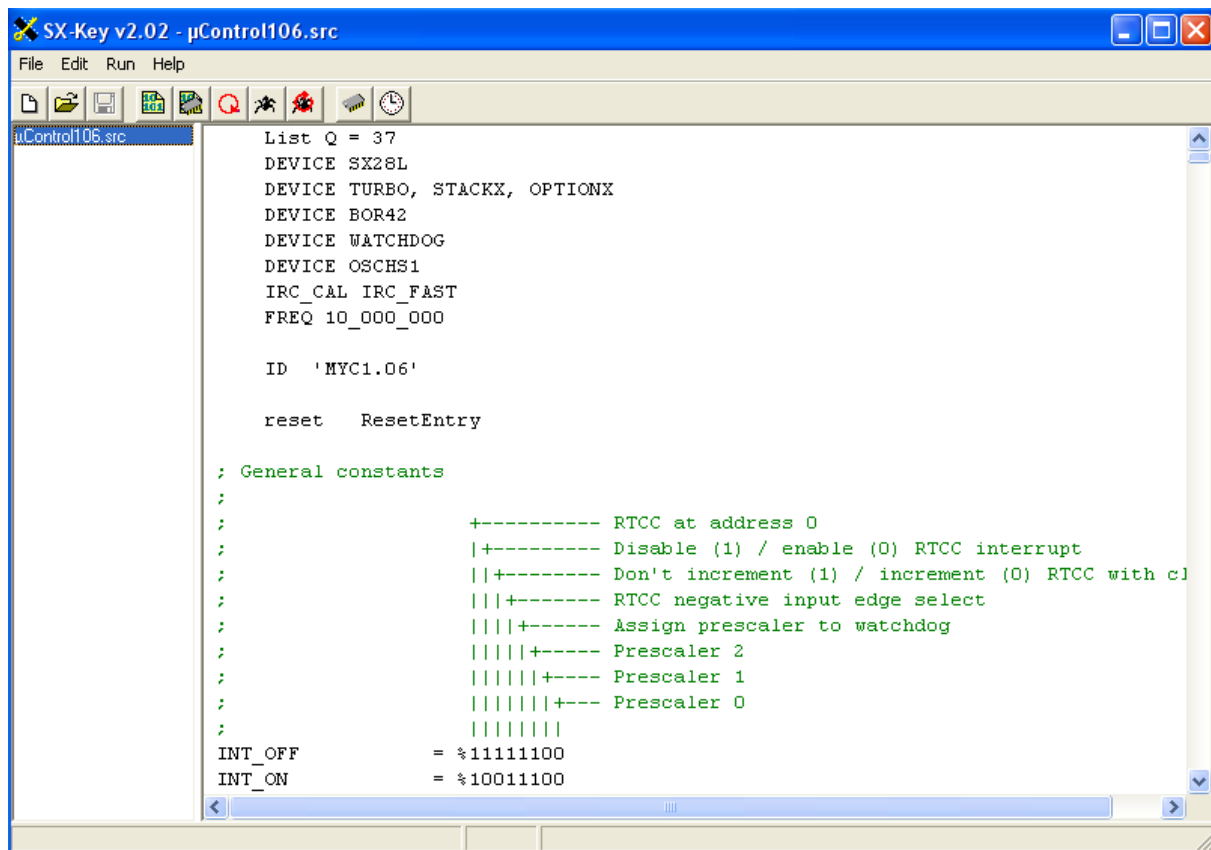 SX-Key v2.02 - µControl106.src
File Edit Run Help
µControl106.src
List Q = 37
DEVICE SX28L
DEVICE TURBO, STACKX, OPTIONX
DEVICE BOR42
DEVICE WATCHDOG
DEVICE OSCHS1
IRC_CAL IRC_FAST
FREQ 10_000_000
ID 'MYC1.06'
reset ResetEntry
; General constants
;
; +---------- RTCC at address 0
; |+--------- Disable (1) / enable (0) RTCC interrupt
; ||+-------- Don't increment (1) / increment (0) RTCC with cl
; |||+------- RTCC negative input edge select
; ||||+------ Assign prescaler to watchdog
; |||||+----- Prescaler 2
; ||||||+---- Prescaler 1
; |||||||+--- Prescaler 0
; ||||||||
INT_OFF = %11111100
INT_ON = %10011100